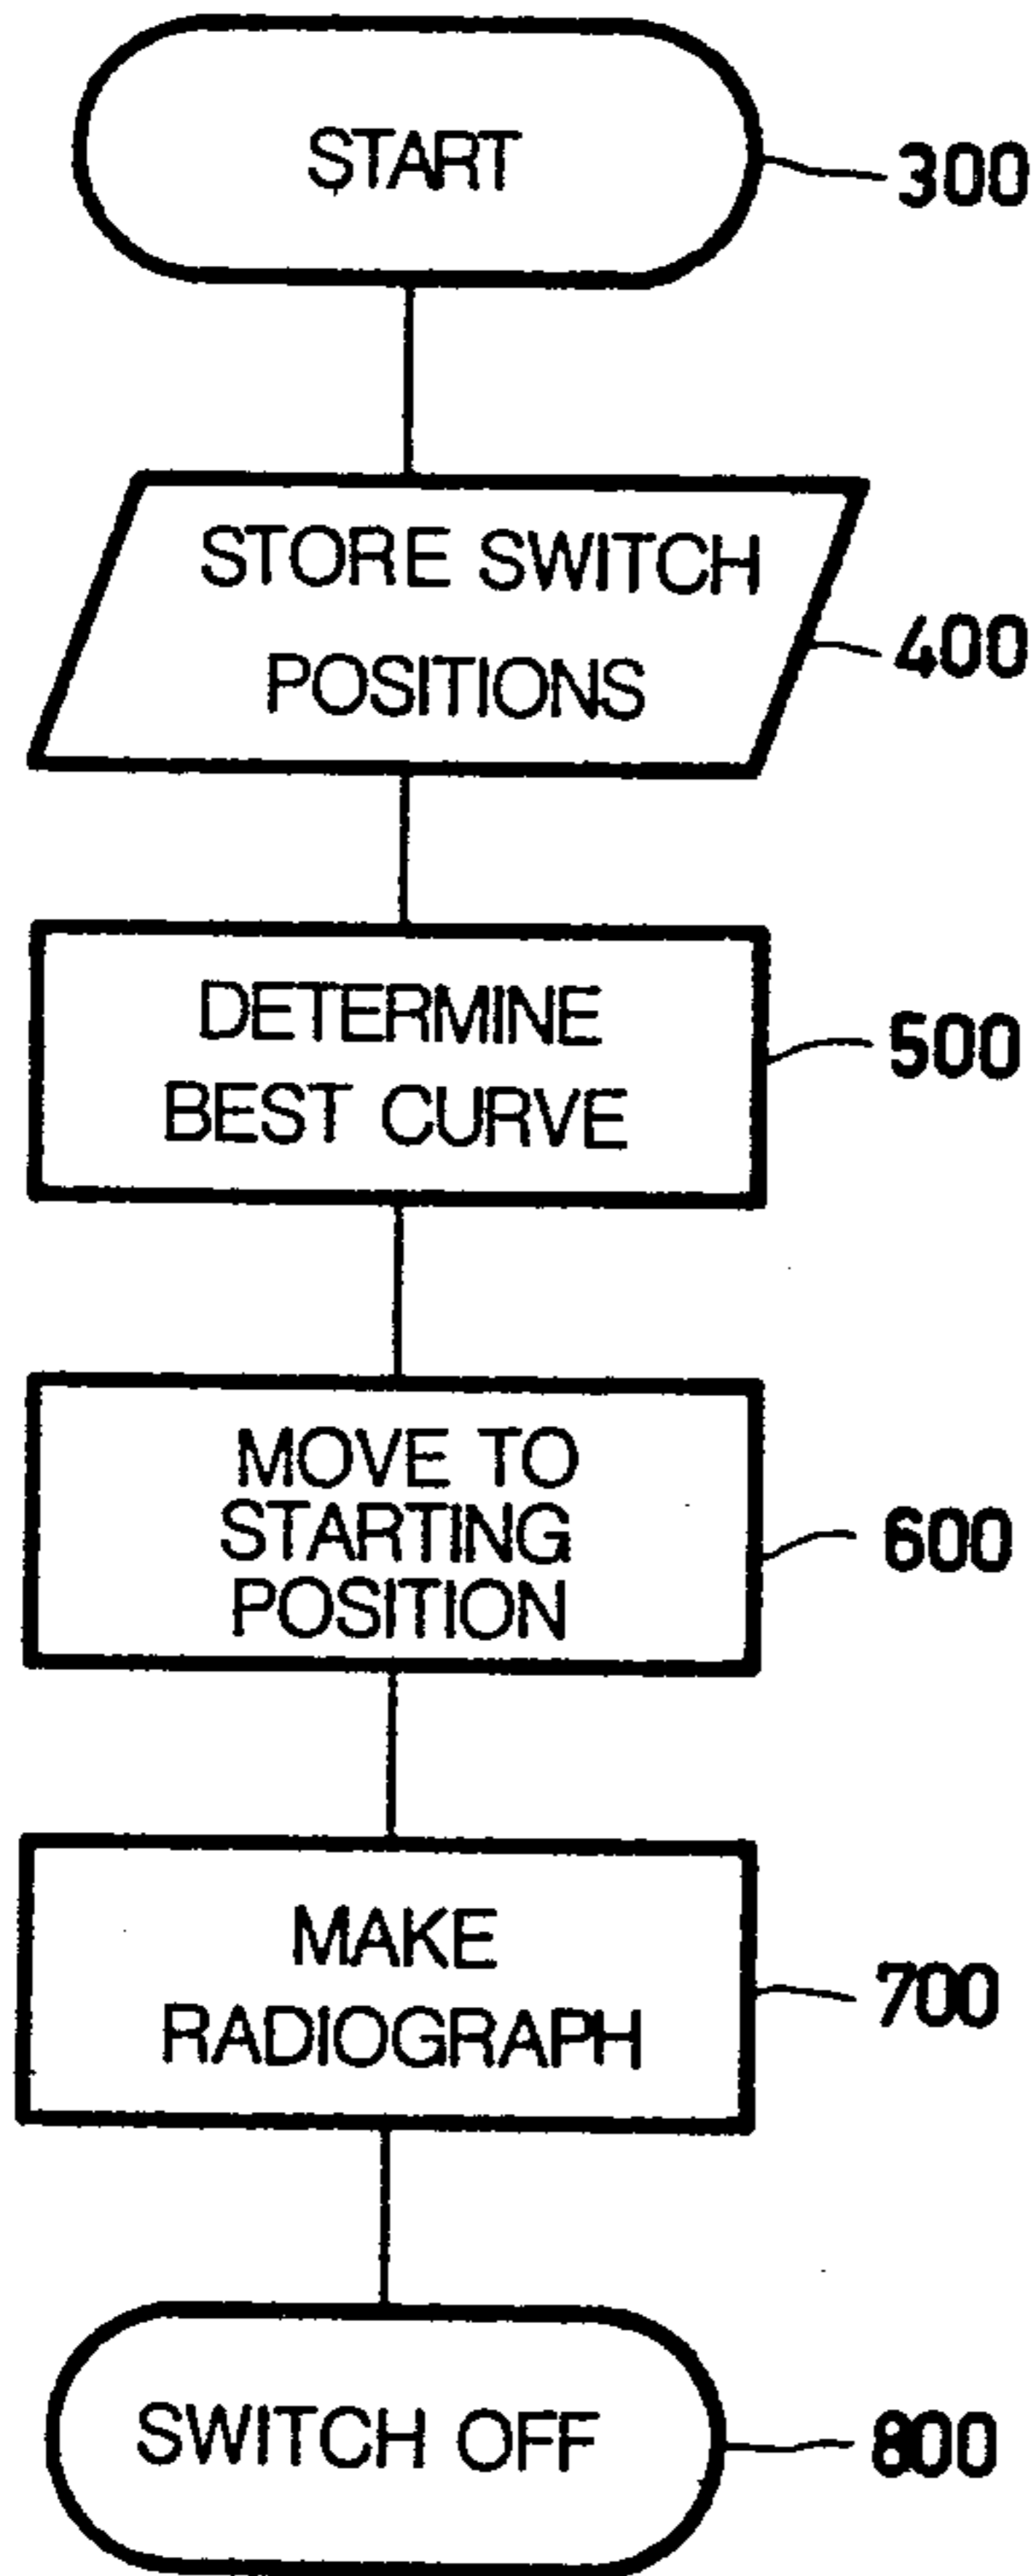 START
300
STORE SWITCH
POSITIONS
400
DETERMINE
BEST CURVE
500
MOVE TO
STARTING
POSITION
600
MAKE
RADIOGRAPH
700
SWITCH OFF
800